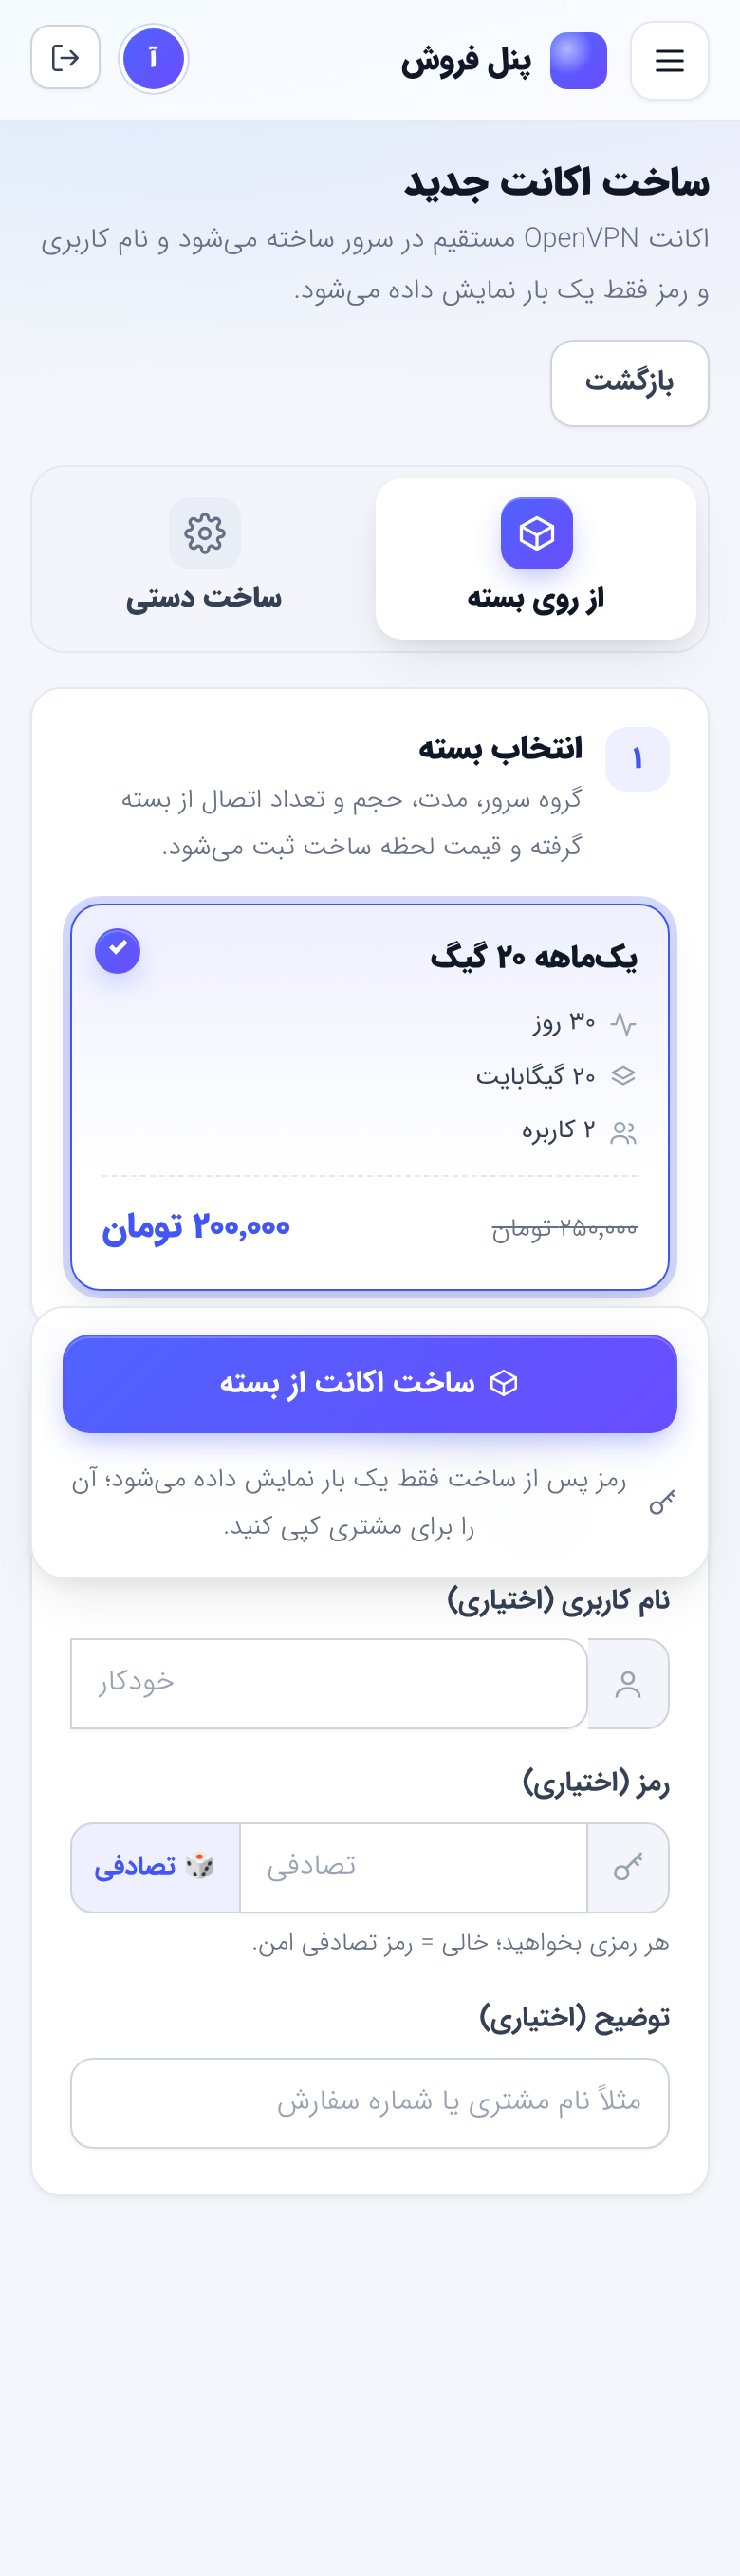 پنل فروش
آ
ساخت اکانت جدید
اکانت OpenVPN مستقیم در سرور ساخته می‌شود و نام کاربری
و رمز فقط یک بار نمایش داده می‌شود.
بازگشت
از روی بسته
ساخت دستی
۱
انتخاب بسته
گروه سرور، مدت، حجم و تعداد اتصال از بسته
گرفته و قیمت لحظه ساخت ثبت می‌شود.
یک‌ماهه ۲۰ گیگ
۳۰ روز
۲۰ گیگابایت
۲ کاربره
۲۵۰,۰۰۰ تومان
۲۰۰,۰۰۰ تومان
ساخت اکانت از بسته
رمز پس از ساخت فقط یک بار نمایش داده می‌شود؛ آن
را برای مشتری کپی کنید.
نام کاربری (اختیاری)
خودکار
رمز (اختیاری)
تصادفی
🎲 تصادفی
هر رمزی بخواهید؛ خالی = رمز تصادفی امن.
توضیح (اختیاری)
مثلاً نام مشتری یا شماره سفارش